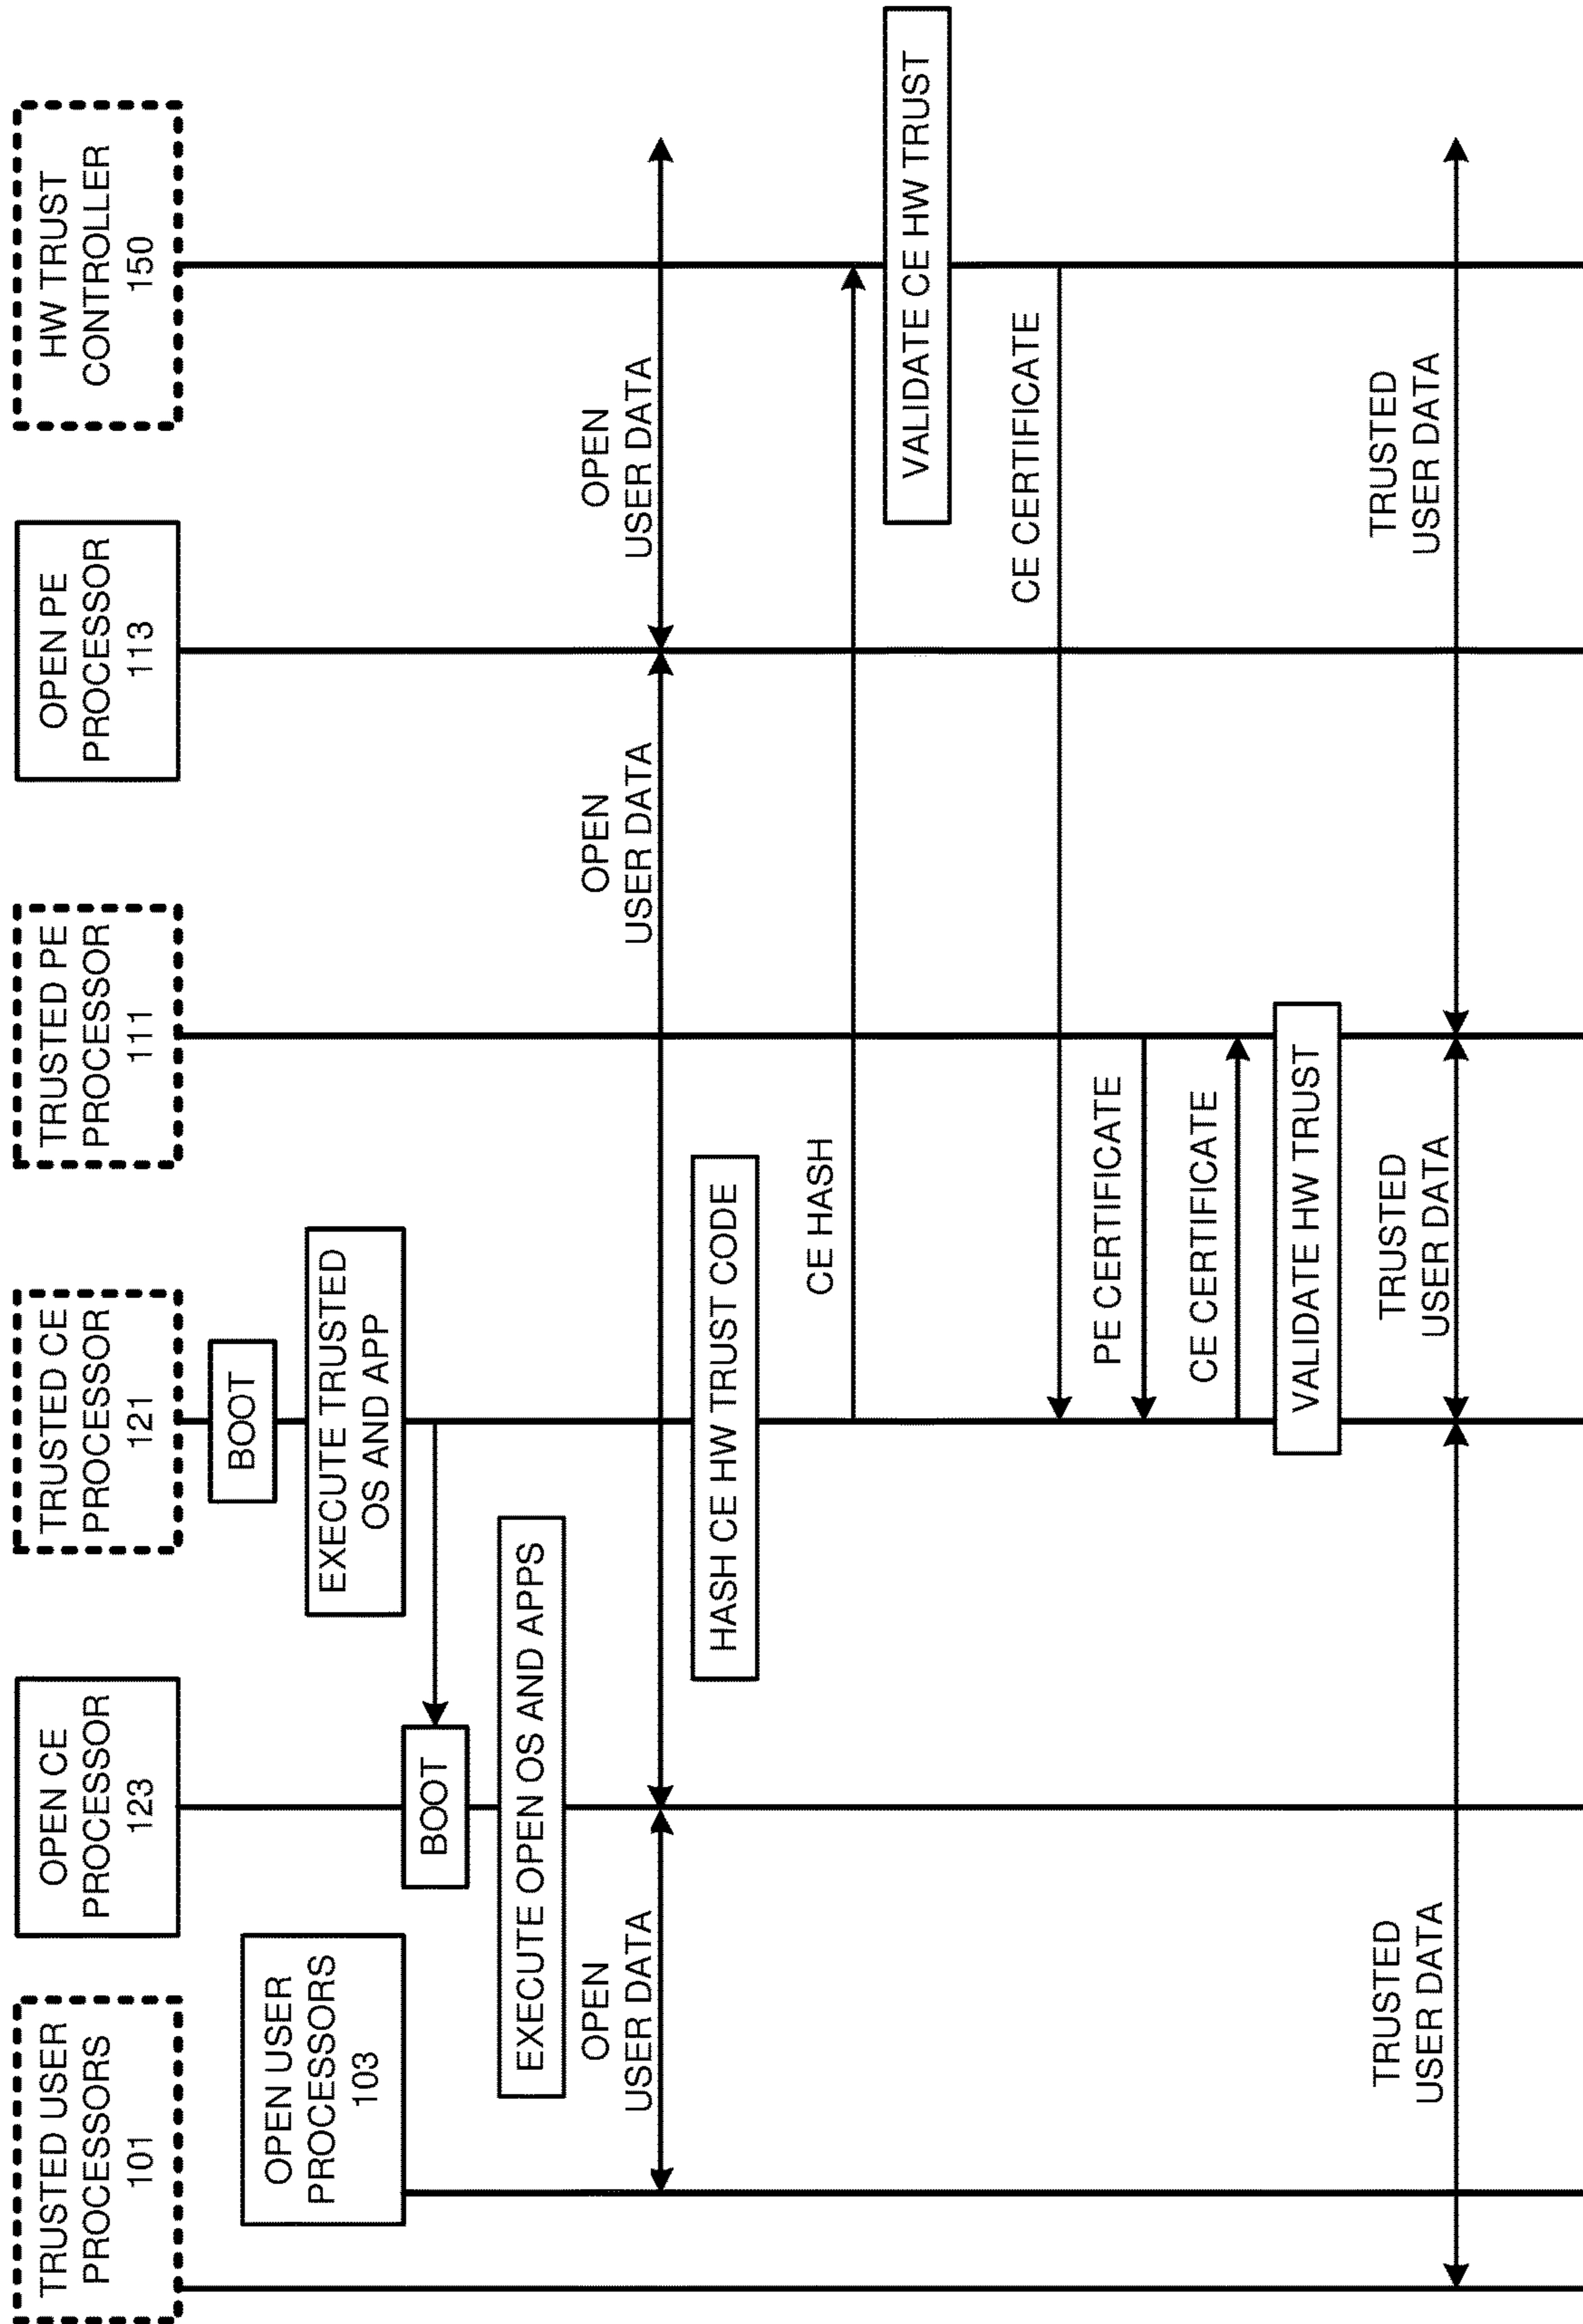 TRUSTED USER
PROCESSORS
101
OPEN USER
PROCESSORS
103
OPEN CE
PROCESSOR
123
TRUSTED CE
PROCESSOR
121
TRUSTED PE
PROCESSOR
111
OPEN PE
PROCESSOR
113
HW TRUST
CONTROLLER
150
BOOT
EXECUTE TRUSTED
OS AND APP
BOOT
EXECUTE OPEN OS AND APPS
OPEN
USER DATA
OPEN
USER DATA
OPEN
USER DATA
HASH CE HW TRUST CODE
CE HASH
VALIDATE CE HW TRUST
CE CERTIFICATE
PE CERTIFICATE
CE CERTIFICATE
VALIDATE HW TRUST
TRUSTED
USER DATA
TRUSTED
USER DATA
TRUSTED
USER DATA